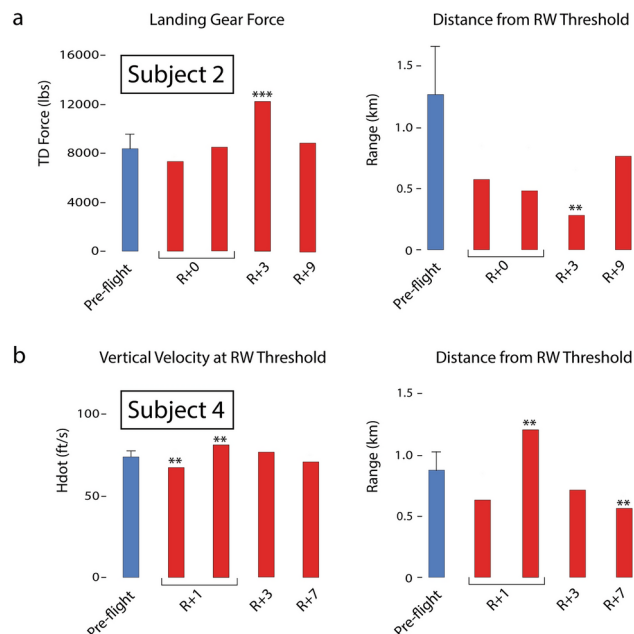 a
Landing Gear Force
Distance from RW Threshold
Subject 2
TD Force (lbs)
16000
12000
8000
4000
0
***
Pre-flight
R+0
R+3
R+9
Range (km)
1.5
1.0
0.5
0
**
Pre-flight
R+0
R+3
R+9
b
Vertical Velocity at RW Threshold
Distance from RW Threshold
Subject 4
Hdot (ft/s)
100
50
0
**
**
Pre-flight
R+1
R+3
R+7
Range (km)
1.5
1.0
0.5
0
**
**
Pre-flight
R+1
R+3
R+7